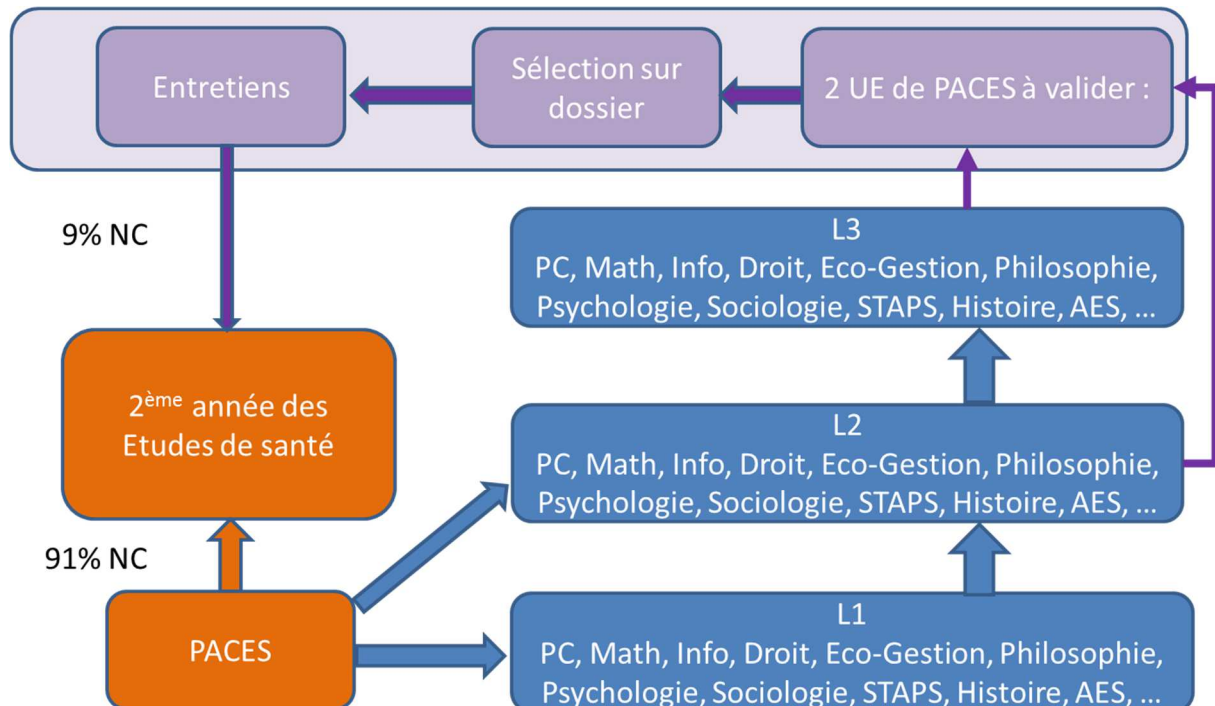 Entretiens
Sélection sur
dossier
2 UE de PACES à valider :
9% NC
L3
PC, Math, Info, Droit, Eco-Gestion, Philosophie,
Psychologie, Sociologie, STAPS, Histoire, AES, ...
2ème année des
Etudes de santé
L2
PC, Math, Info, Droit, Eco-Gestion, Philosophie,
Psychologie, Sociologie, STAPS, Histoire, AES, ...
91% NC
PACES
L1
PC, Math, Info, Droit, Eco-Gestion, Philosophie,
Psychologie, Sociologie, STAPS, Histoire, AES, ...